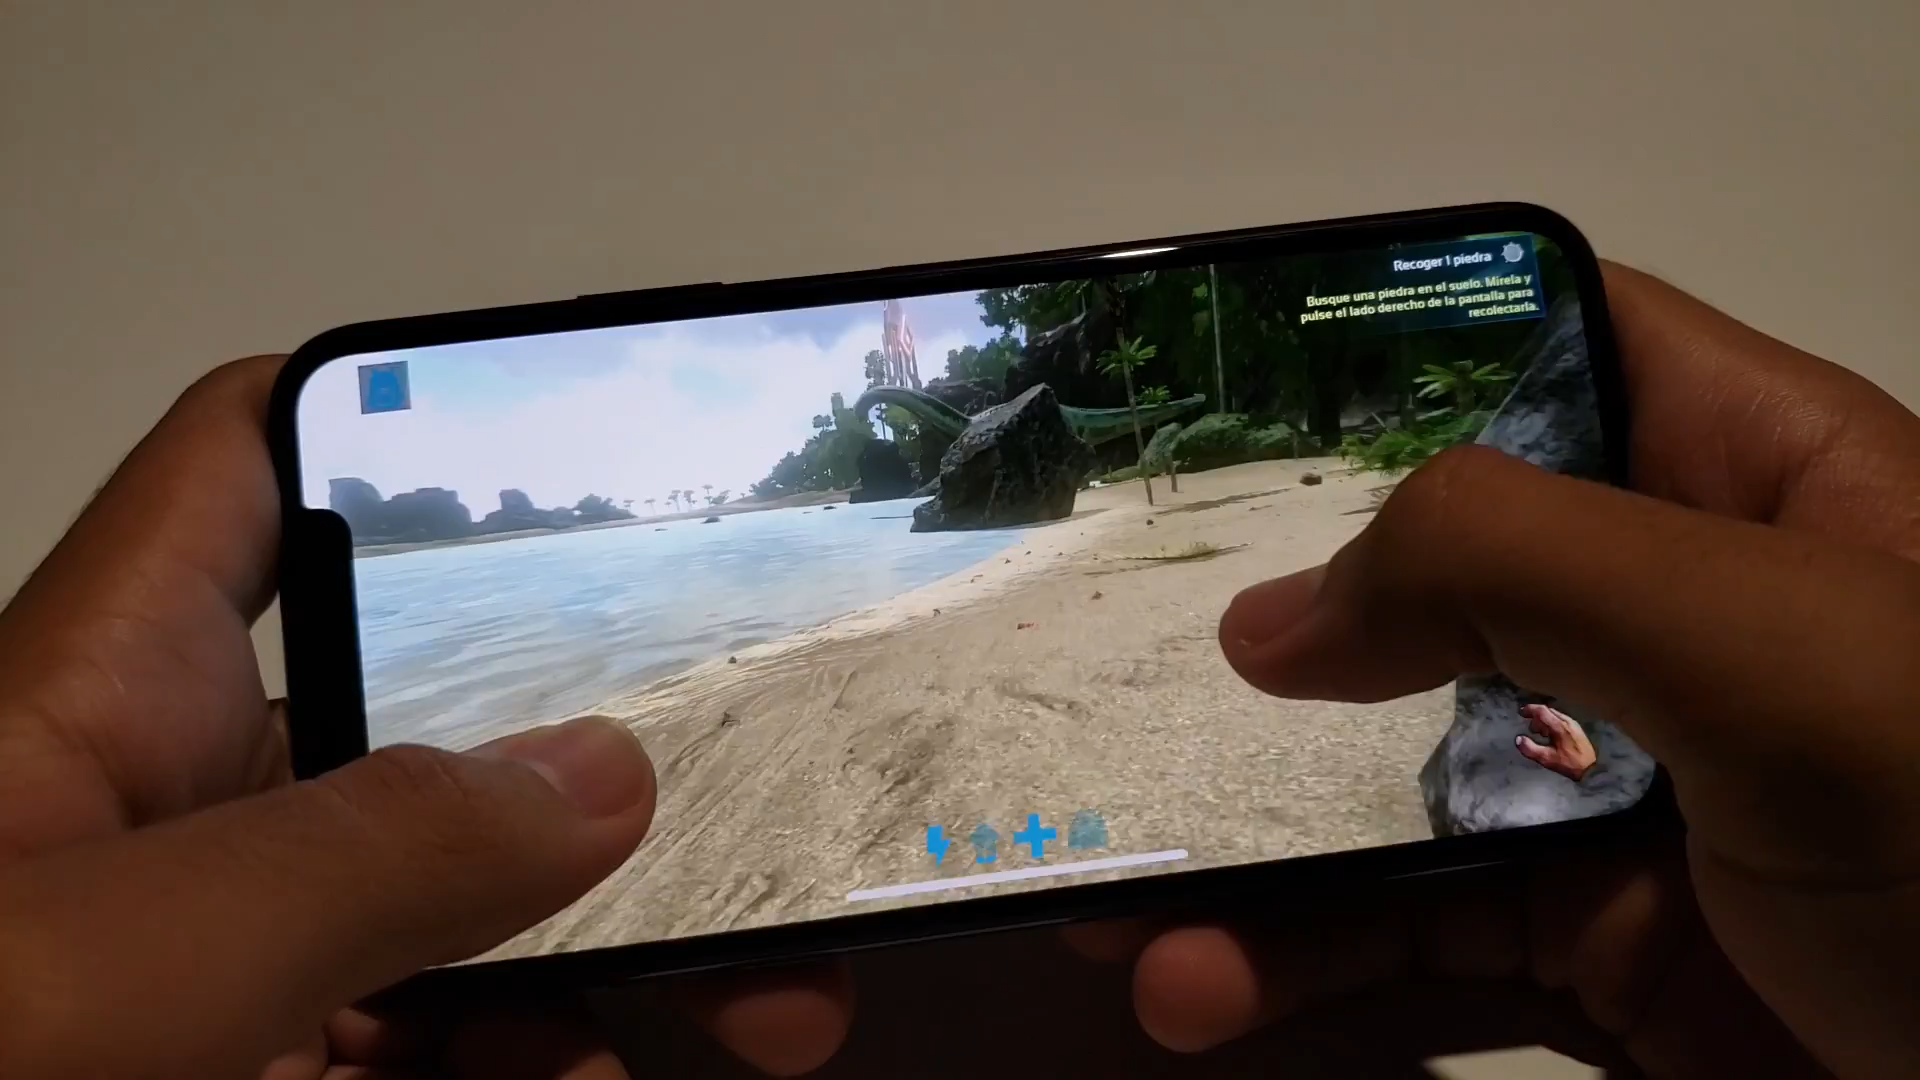 Recoger 1 piedra
Busque una piedra en el suelo. Mírela y
pulse el lado derecho de la pantalla para
recolectarla.